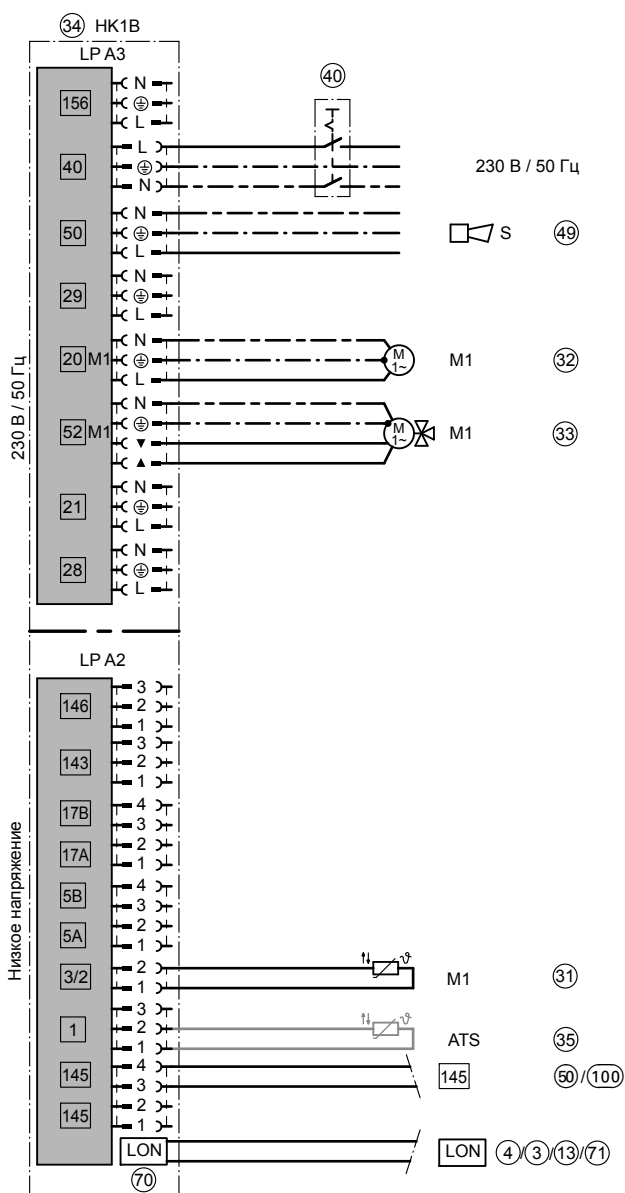 34 HK1B
LP A3
40
156
N
L
40
L
N
230 В / 50 Гц
50
N
L
S 49
29
N
L
20 M1
N
L
M
1~
M1 32
52 M1
N
▼
▲
M
1~
M1 33
21
N
L
28
N
L
230 В / 50 Гц
LP A2
146
3
2
1
143
3
2
1
17B
4
3
17A
2
1
5B
4
3
5A
2
1
3/2
2
1
ϑ
M1 31
1
3
2
1
ϑ
ATS 35
145
4
3
145 50/100
145
2
1
LON
LON 4/3/13/71
70
Низкое напряжение